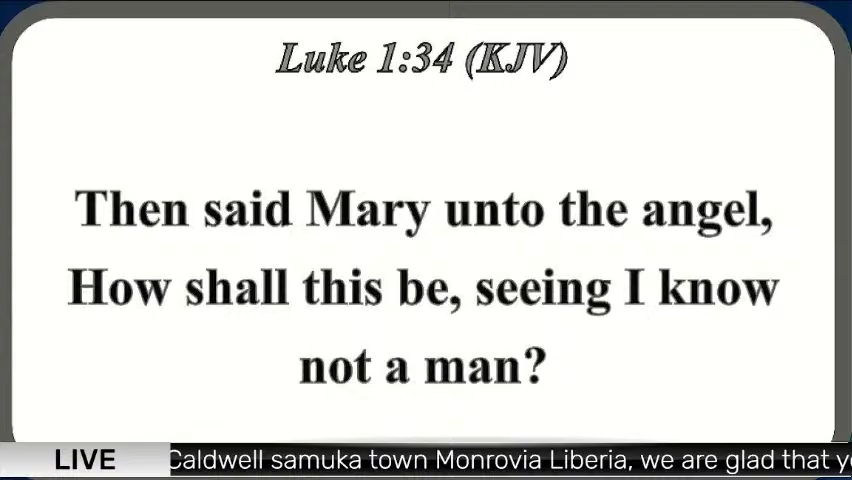 Luke 1:34 (KJV)
Then said Mary unto the angel,
How shall this be, seeing I know
not a man?
LIVE Caldwell samuka town Monrovia Liberia, we are glad that